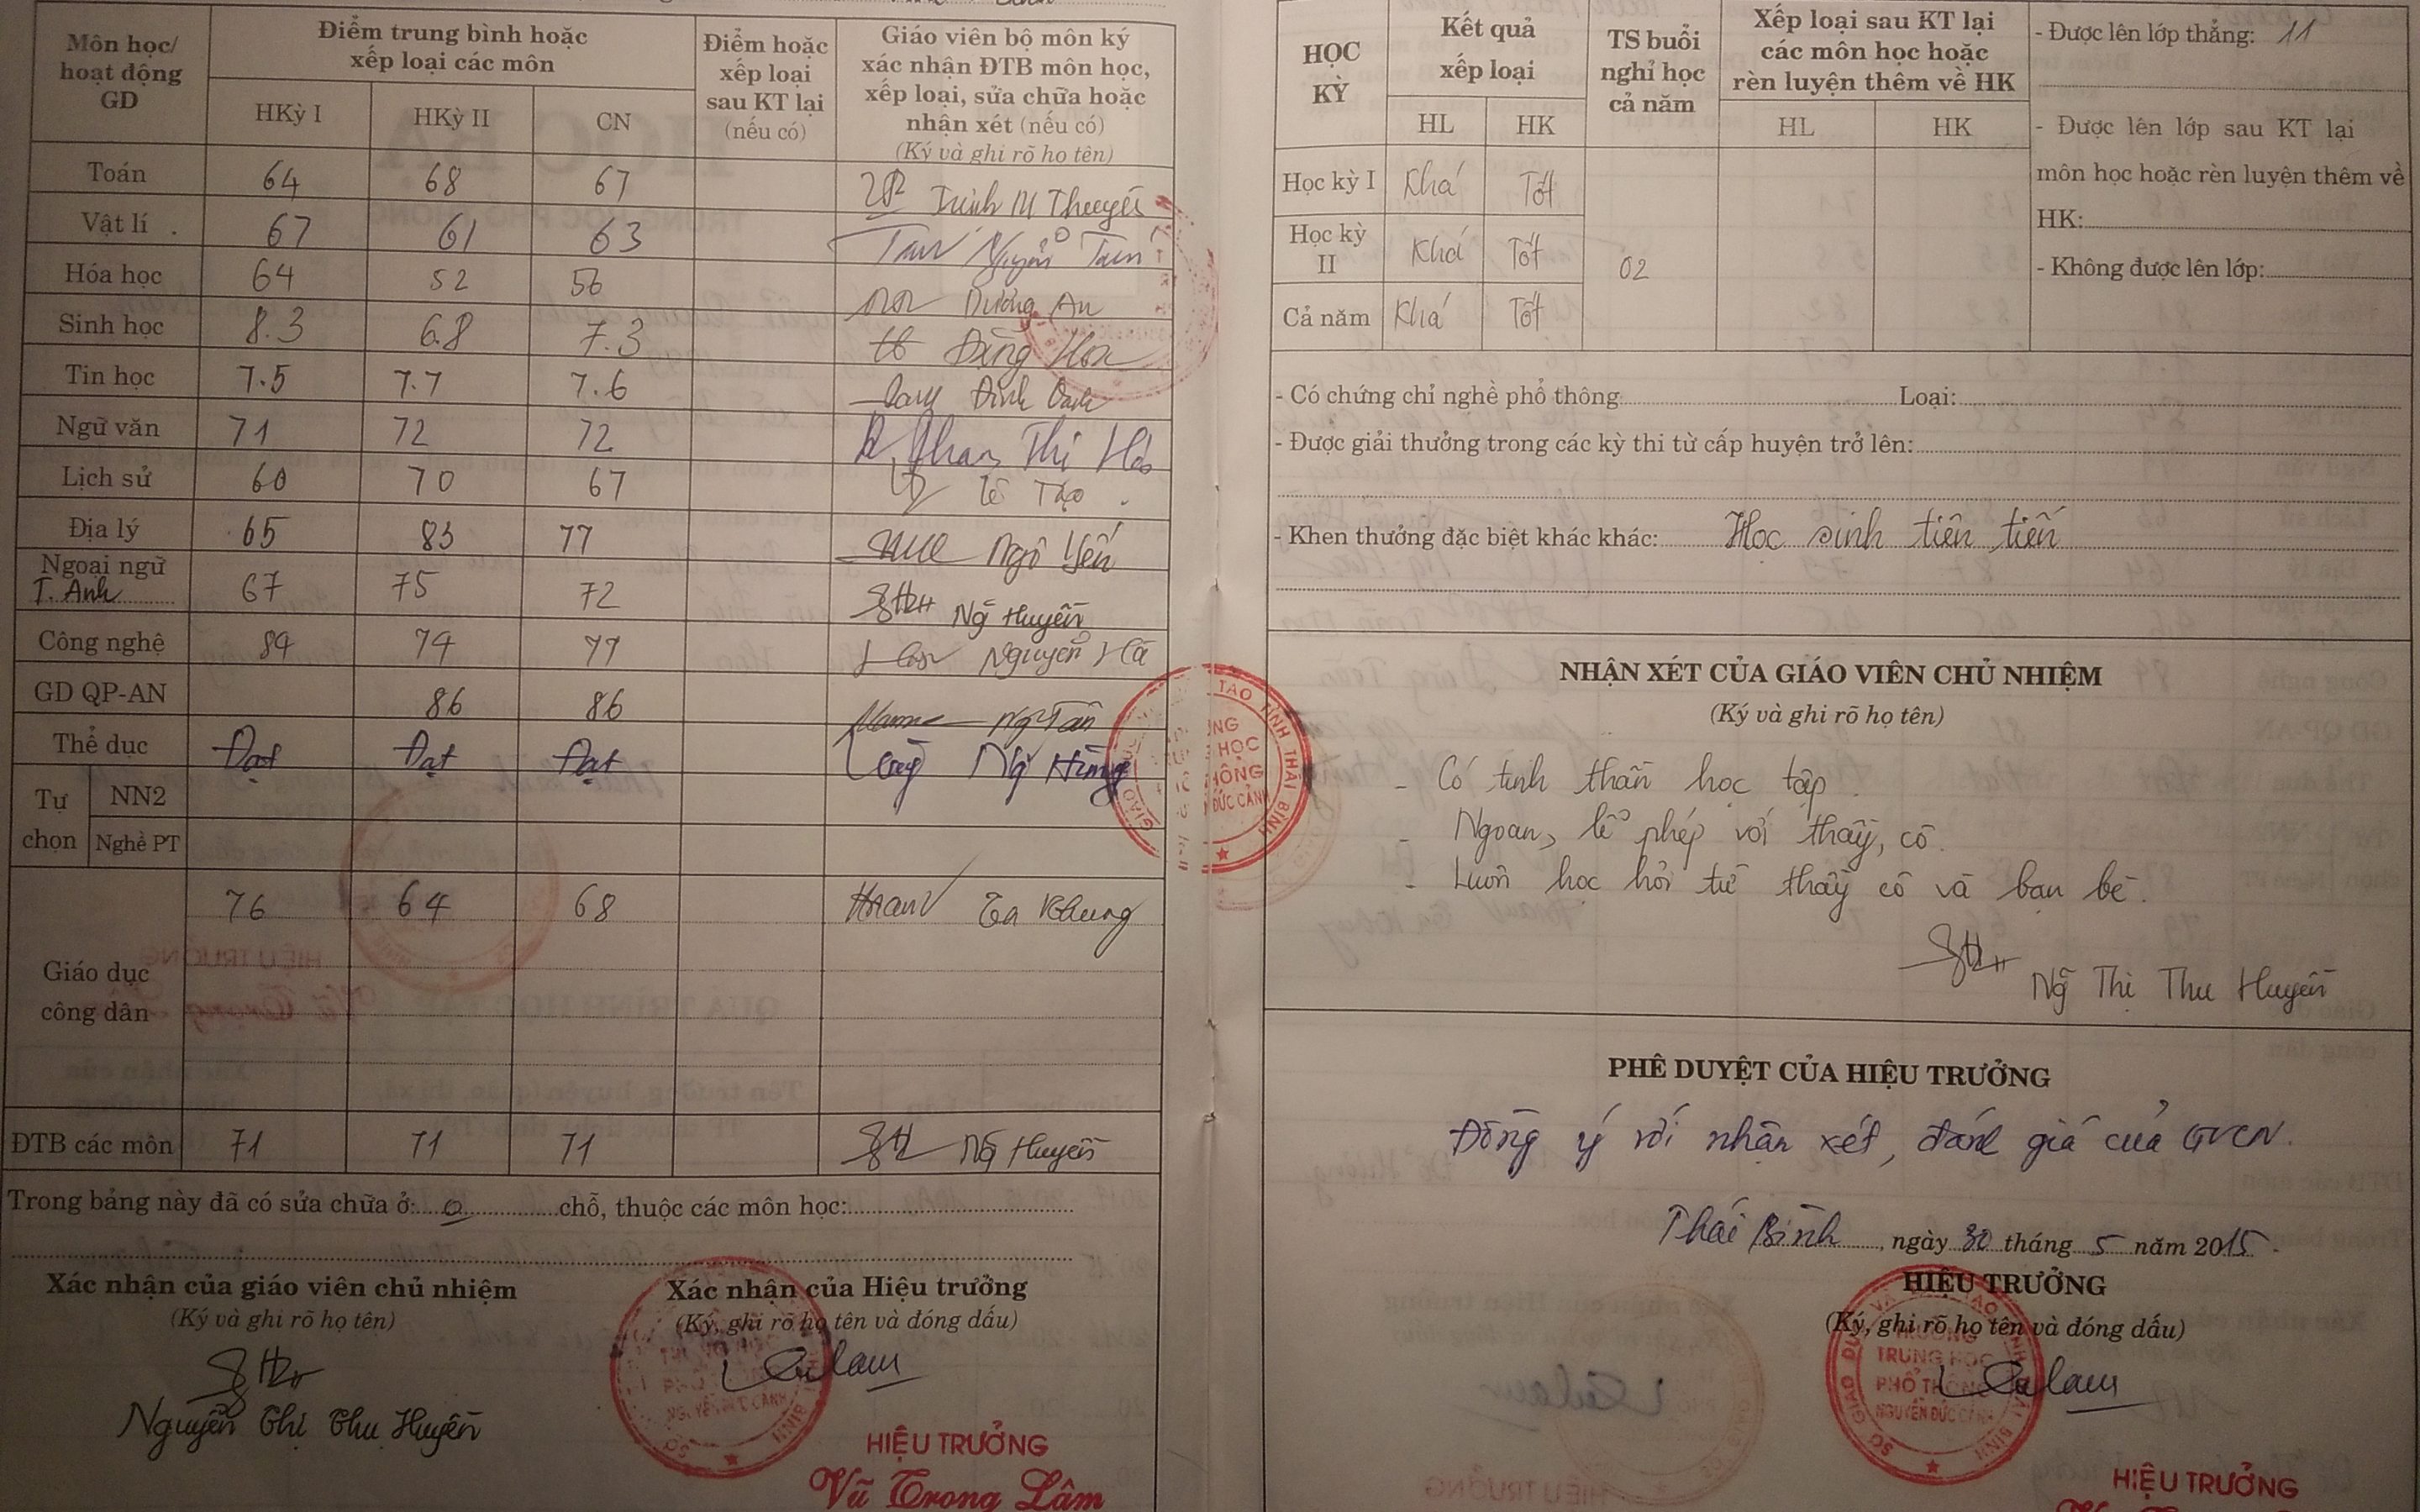 Môn học/ hoạt động GD
Điểm trung bình hoặc xếp loại các môn
HKỳ I HKỳ II CN
Điểm hoặc xếp loại sau KT lại (nếu có)
Giáo viên bộ môn ký xác nhận ĐTB môn học, xếp loại, sửa chữa hoặc nhận xét (nếu có)
(Ký và ghi rõ họ tên)
Toán 64 68 67
Vật lí 67 61 63
Hóa học 64 52 56 Dương An
Sinh học 8.3 6.8 7.3 Đặng Hoa
Tin học 7.5 7.7 7.6
Ngữ văn 71 72 72 Phan Thị
Lịch sử 60 70 67 Lê Tạo
Địa lý 65 83 77 Ngô Yến
Ngoại ngữ
T. Anh 67 75 72 Ng̃ Huyền
Công nghệ 84 74 77 Nguyễn Hà
GD QP-AN 86 86 Ng Tân
Thể dục Đạt Đạt Đạt Ng̃ Hùng
Tự chọn
NN2
Nghề PT
Giáo dục công dân 76 64 68 Tạ Khung
ĐTB các môn 71 71 71 Ng̃ Huyền
Trong bảng này đã có sửa chữa ở: 0 chỗ, thuộc các môn học:
Xác nhận của giáo viên chủ nhiệm
(Ký và ghi rõ họ tên)
Nguyễn Thị Thu Huyền
Xác nhận của Hiệu trưởng
(Ký, ghi rõ họ tên và đóng dấu)
HIỆU TRƯỞNG
Vũ Trọng Lâm
HỌC KỲ
Kết quả xếp loại
HL HK
TS buổi nghỉ học cả năm
Xếp loại sau KT lại các môn học hoặc rèn luyện thêm về HK
HL HK
Học kỳ I Khá Tốt
Học kỳ II Khá Tốt 02
Cả năm Khá Tốt
- Được lên lớp thẳng: 11
- Được lên lớp sau KT lại
môn học hoặc rèn luyện thêm về
HK:
- Không được lên lớp:
- Có chứng chỉ nghề phổ thông Loại:
- Được giải thưởng trong các kỳ thi từ cấp huyện trở lên:
- Khen thưởng đặc biệt khác khác: Học sinh tiên tiến
NHẬN XÉT CỦA GIÁO VIÊN CHỦ NHIỆM
(Ký và ghi rõ họ tên)
- Có tinh thần học tập.
- Ngoan, lễ phép với thầy, cô.
- Luôn học hỏi từ thầy cô và bạn bè.
Ng̃ Thị Thu Huyền
PHÊ DUYỆT CỦA HIỆU TRƯỞNG
Đồng ý với nhận xét, đánh giá của GVCN.
Thái Bình, ngày 30 tháng 5 năm 2015.
HIỆU TRƯỞNG
(Ký, ghi rõ họ tên và đóng dấu)
TRƯỜNG
TRUNG HỌC
PHỔ THÔNG
NGUYỄN ĐỨC CẢNH
HIỆU TRƯỞNG